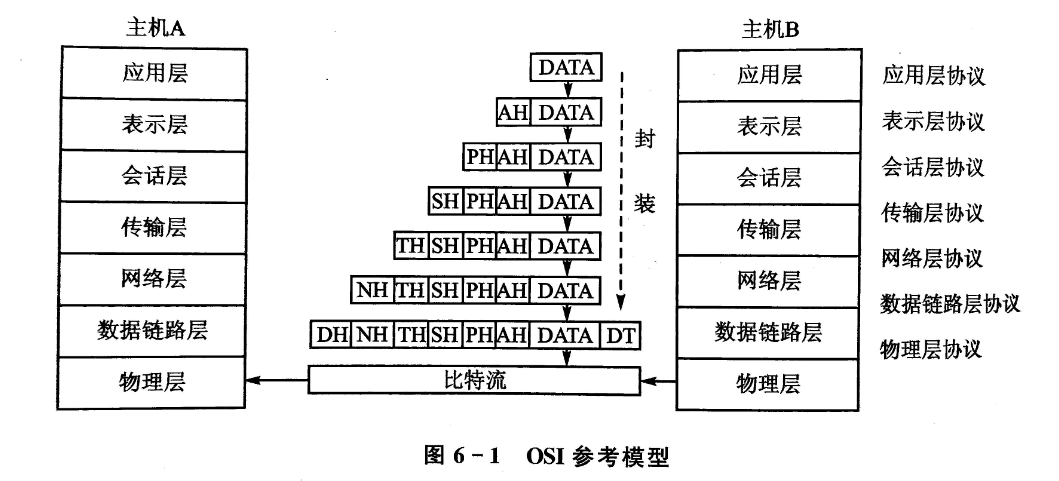 主机A
主机B
应用层
DATA
应用层
应用层协议
表示层
AH DATA
表示层
表示层协议
封装
会话层
PH AH DATA
会话层
会话层协议
传输层
SH PH AH DATA
传输层
传输层协议
网络层
TH SH PH AH DATA
网络层
网络层协议
NH TH SH PH AH DATA
数据链路层
DH NH TH SH PH AH DATA DT
数据链路层
数据链路层协议
物理层
比特流
物理层
物理层协议
图 6-1 OSI 参考模型